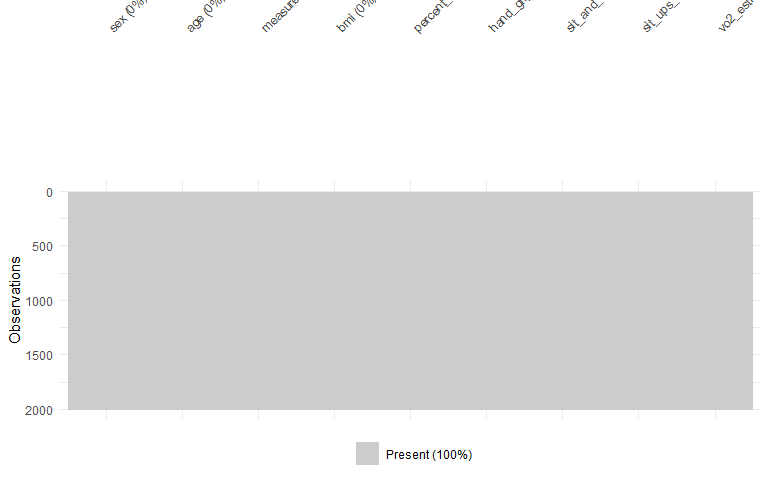 sex (0%)
age (0%)
measure
bmi (0%)
percent_
hand_g
sit_and_
sit_ups_
vo2_est
0
500
1000
1500
2000
Observations
Present (100%)